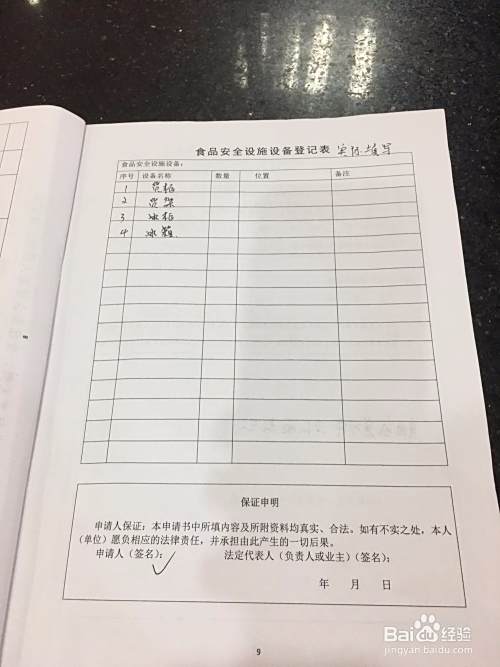 食品安全设施设备登记表 实际填写
食品安全设施设备：
序号 设备名称 数量 位置 备注
1 货柜
2 货架
3 冰柜
4 冰箱
保证申明
申请人保证：本申请书中所填内容及所附资料均真实、合法。如有不实之处，本人
（单位）愿负相应的法律责任，并承担由此产生的一切后果。
申请人（签名）： 法定代表人（负责人或业主）（签名）：
年 月 日
9
Bai 经验
jingyan.baidu.com